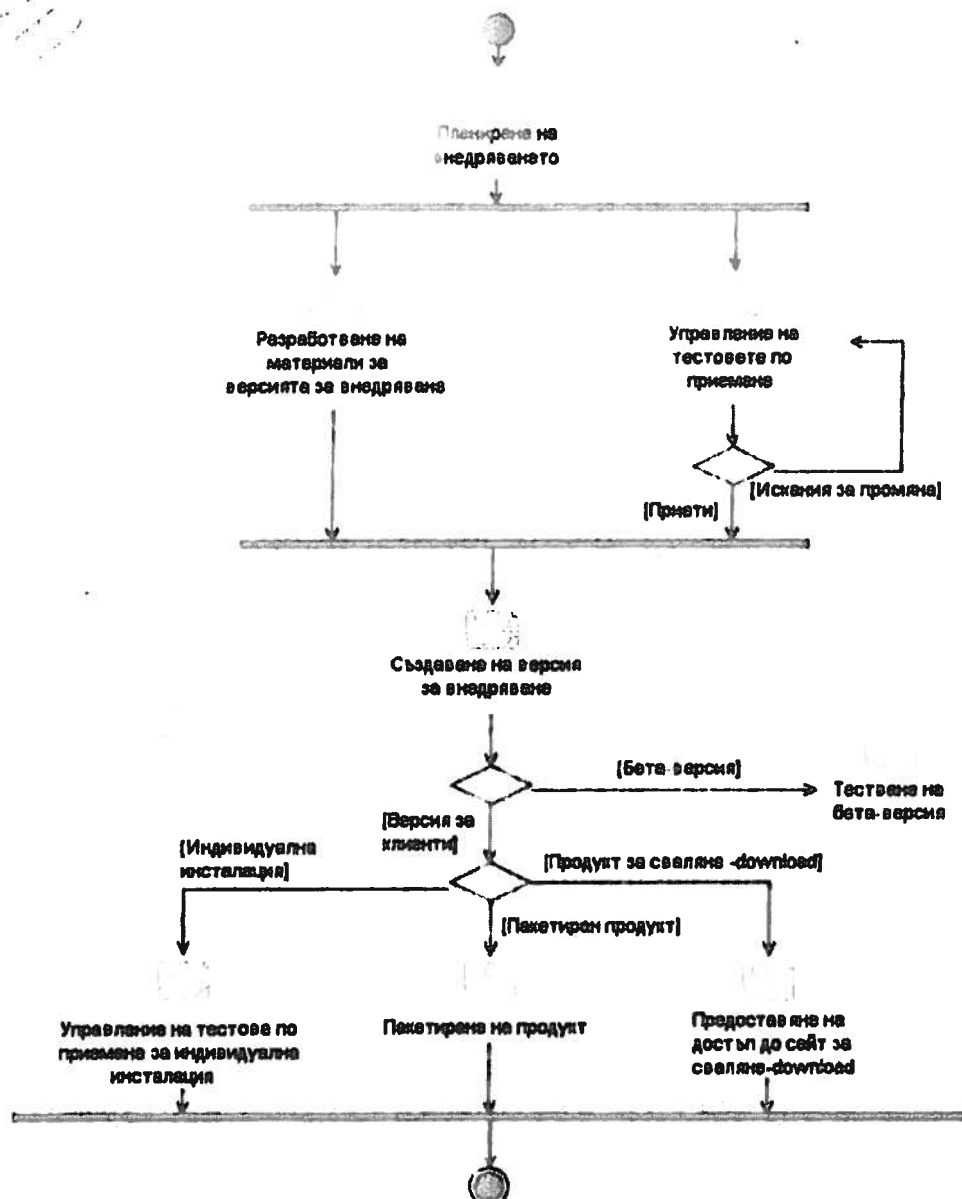 Планиране на
внедряването
Разработване на
материали за
версията за внедряване
Управление на
тестовете по
приемане
[Искания за промяна]
[Приети]
Създаване на версия
за внедряване
[Бета-версия]
Тестване на
бета-версия
[Версия за
клиенти]
[Индивидуална
инсталация]
[Продукт за сваляне -download]
[Пакетиран продукт]
Управление на тестове по
приемане за индивидуална
инсталация
Пакетиране на продукт
Предоставяне на
достъп до сайт за
сваляне-download